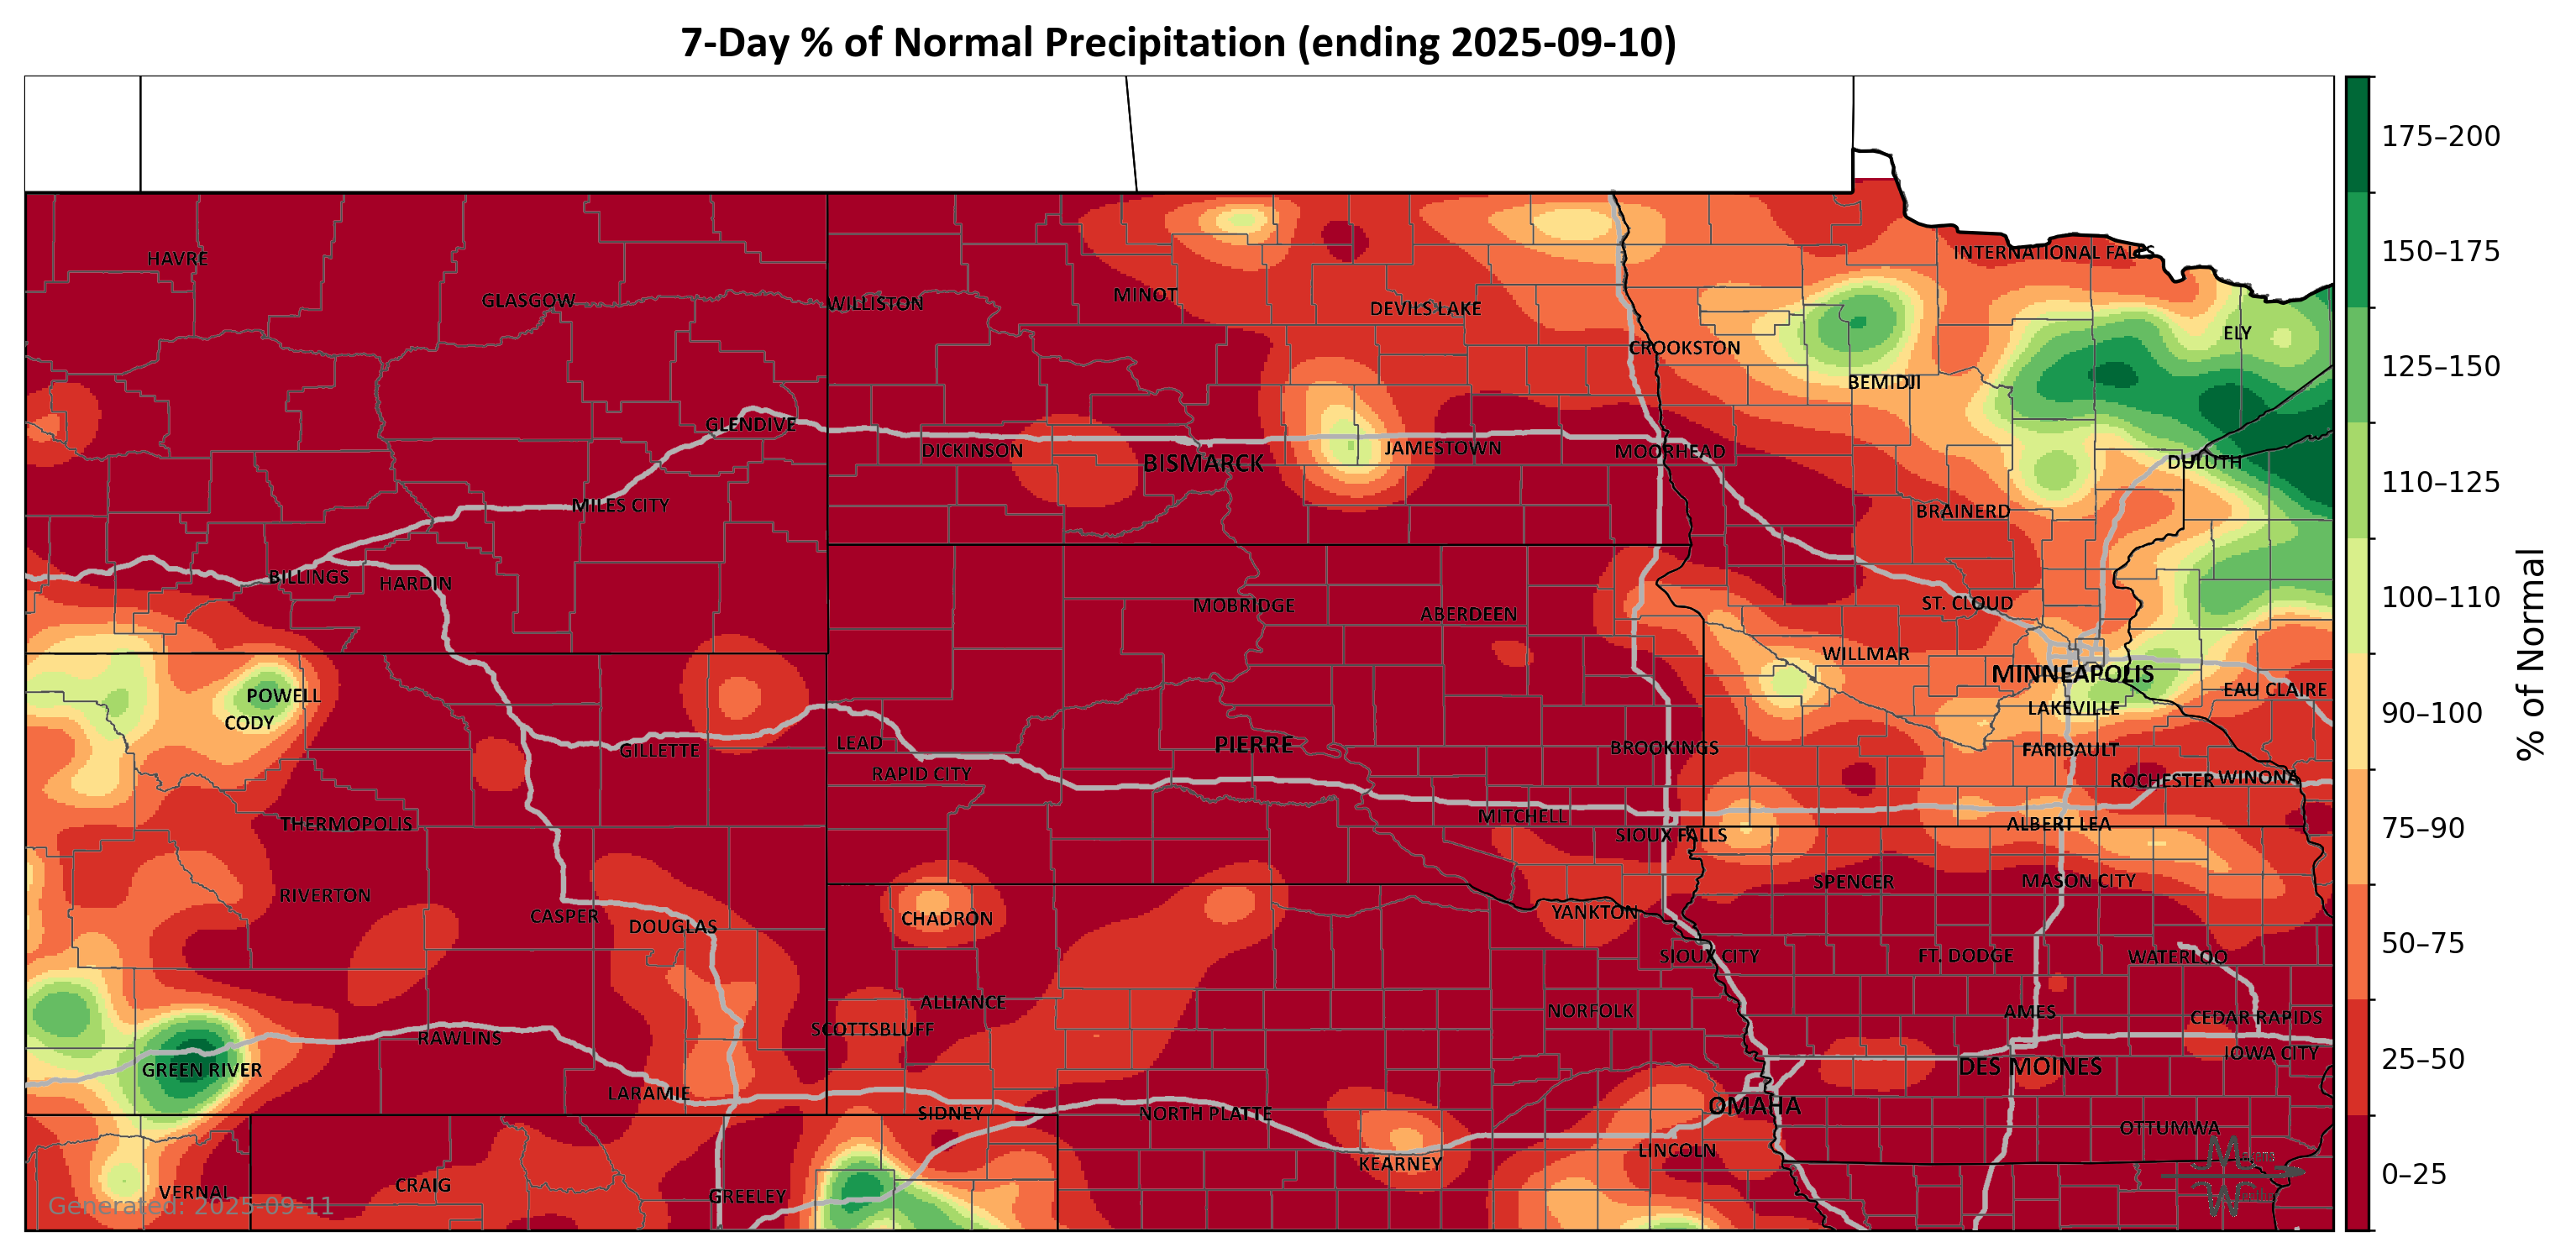 7-Day % of Normal Precipitation (ending 2025-09-10)
175–200
150–175
125–150
110–125
100–110
90–100
75–90
50–75
25–50
0–25
% of Normal
INTERNATIONAL FALLS
HAVRE
GLASGOW
WILLISTON
MINOT
DEVILS LAKE
ELY
CROOKSTON
BEMIDJI
GLENDIVE
DICKINSON
BISMARCK
JAMESTOWN
MOORHEAD
DULUTH
MILES CITY
BRAINERD
BILLINGS
HARDIN
MOBRIDGE
ABERDEEN
ST. CLOUD
WILLMAR
MINNEAPOLIS
EAU CLAIRE
POWELL
CODY
LAKEVILLE
GILLETTE
LEAD
PIERRE
BROOKINGS
FARIBAULT
RAPID CITY
ROCHESTER
WINONA
THERMOPOLIS
MITCHELL
SIOUX FALLS
ALBERT LEA
RIVERTON
SPENCER
MASON CITY
CASPER
DOUGLAS
CHADRON
YANKTON
SIOUX CITY
FT. DODGE
WATERLOO
ALLIANCE
NORFOLK
AMES
CEDAR RAPIDS
SCOTTSBLUFF
RAWLINS
IOWA CITY
GREEN RIVER
DES MOINES
LARAMIE
SIDNEY
NORTH PLATTE
OMAHA
OTTUMWA
LINCOLN
KEARNEY
VERNAL
CRAIG
GREELEY
Generated: 2025-09-11